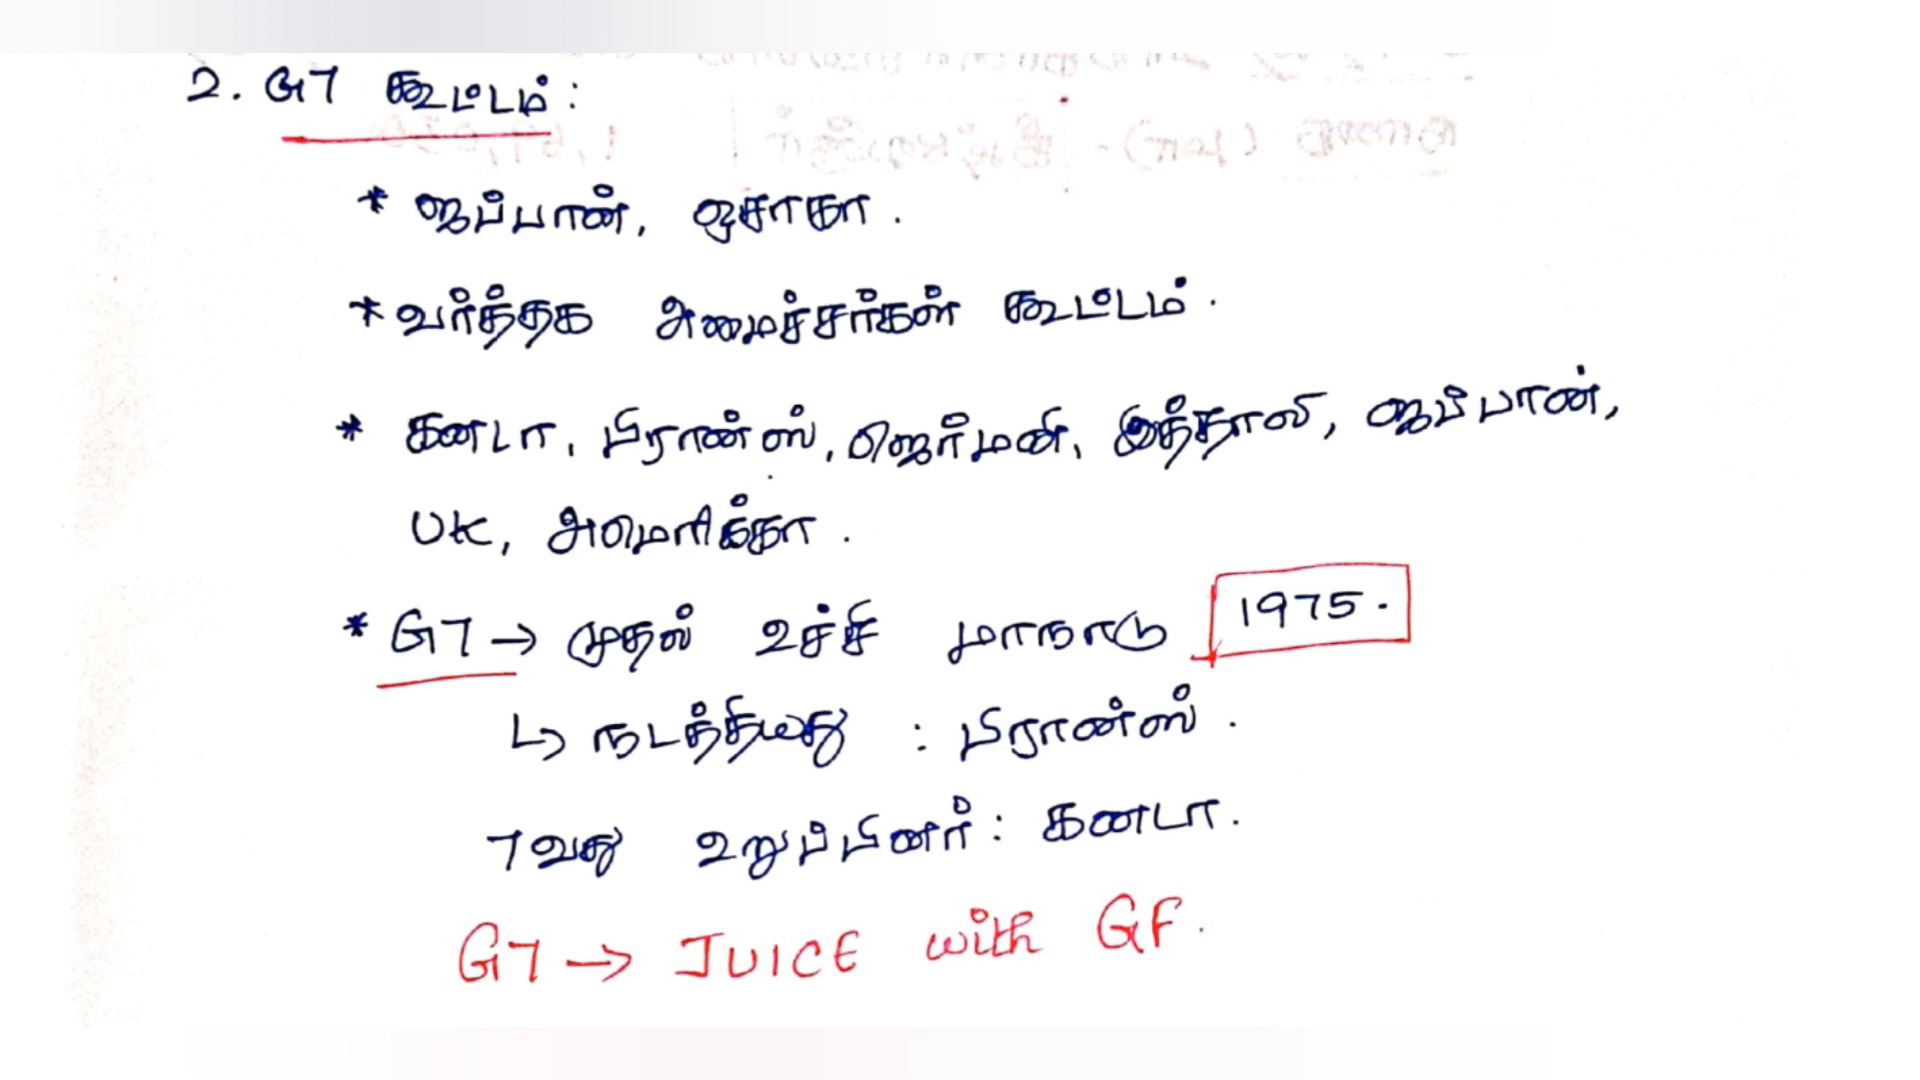 2. G7 கூட்டம்:
* ஜப்பான், ஒசாகா.
* வர்த்தக அமைச்சர்கள் கூட்டம்.
* கனடா, பிரான்ஸ், ஜெர்மனி, இத்தாலி, ஜப்பான்,
UK, அமெரிக்கா.
* G7 → முதல் உச்சி மாநாடு 1975.
↳ நடத்தியது : பிரான்ஸ்.
7வது உறுப்பினர்: கனடா.
G7 → JUICE with GF.